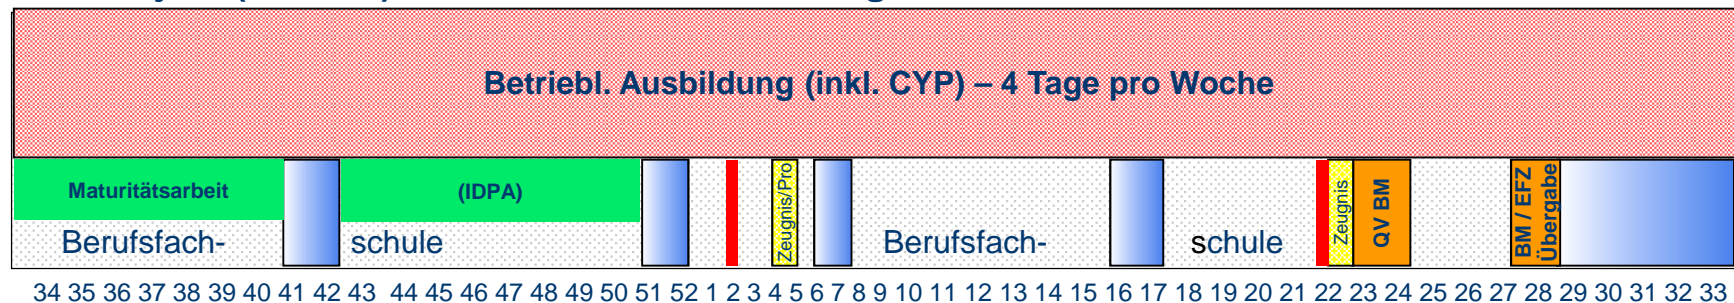 Betriebl. Ausbildung (inkl. CYP) – 4 Tage pro Woche
Maturitätsarbeit
(IDPA)
Zeugnis/Pro
Zeugnis
QV BM
BM / EFZ
Übergabe
Berufsfach-
schule
Berufsfach-
schule
34 35 36 37 38 39 40 41 42 43 44 45 46 47 48 49 50 51 52 1 2 3 4 5 6 7 8 9 10 11 12 13 14 15 16 17 18 19 20 21 22 23 24 25 26 27 28 29 30 31 32 33